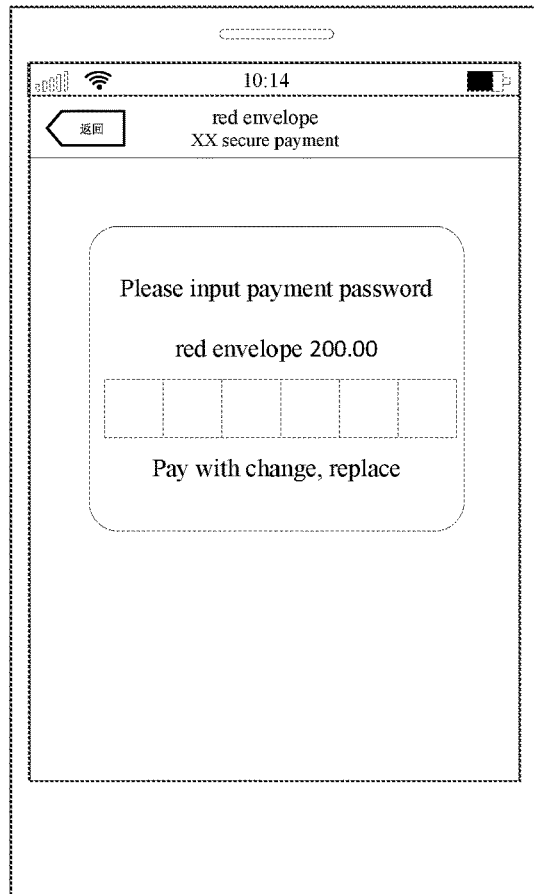 10:14
返回
red envelope
XX secure payment
Please input payment password
red envelope 200.00
Pay with change, replace